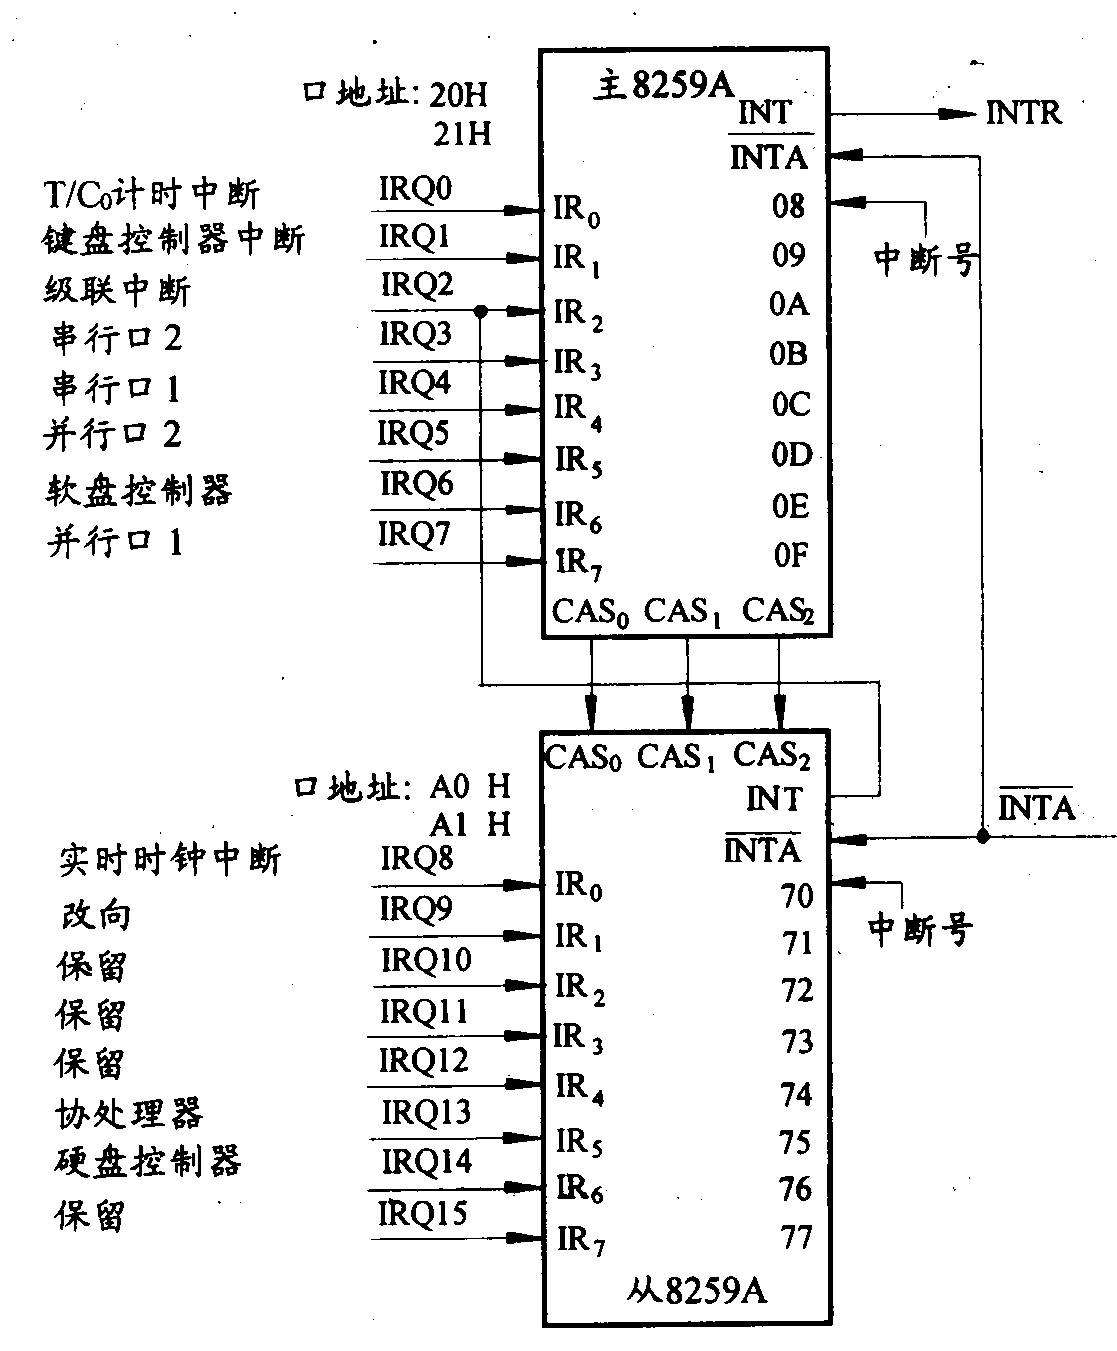 主8259A
口地址: 20H
21H
INT
INTR
INTA
T/C₀计时中断 IRQ0 IR₀ 08
键盘控制器中断 IRQ1 IR₁ 09
中断号
级联中断 IRQ2 IR₂ 0A
串行口2 IRQ3 IR₃ 0B
串行口1 IRQ4 IR₄ 0C
并行口2 IRQ5 IR₅ 0D
软盘控制器 IRQ6 IR₆ 0E
并行口1 IRQ7 IR₇ 0F
CAS₀ CAS₁ CAS₂
CAS₀ CAS₁ CAS₂
口地址: A0 H
A1 H
INT
INTA
INTA
实时时钟中断 IRQ8 IR₀ 70
中断号
改向 IRQ9 IR₁ 71
保留 IRQ10 IR₂ 72
保留 IRQ11 IR₃ 73
保留 IRQ12 IR₄ 74
协处理器 IRQ13 IR₅ 75
硬盘控制器 IRQ14 IR₆ 76
保留 IRQ15 IR₇ 77
从8259A